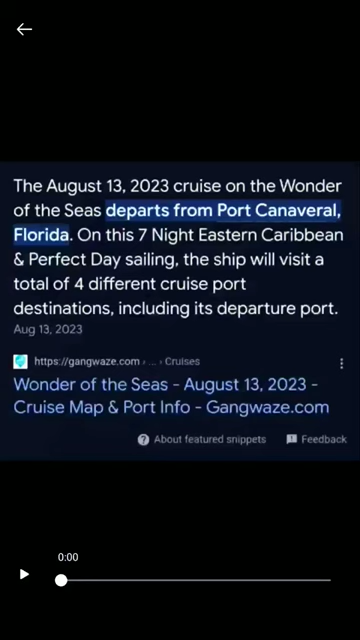 The August 13, 2023 cruise on the Wonder
of the Seas departs from Port Canaveral,
Florida. On this 7 Night Eastern Caribbean
& Perfect Day sailing, the ship will visit a
total of 4 different cruise port
destinations, including its departure port.
Aug 13, 2023
https://gangwaze.com › ... › Cruises
Wonder of the Seas - August 13, 2023 -
Cruise Map & Port Info - Gangwaze.com
About featured snippets Feedback
0:00